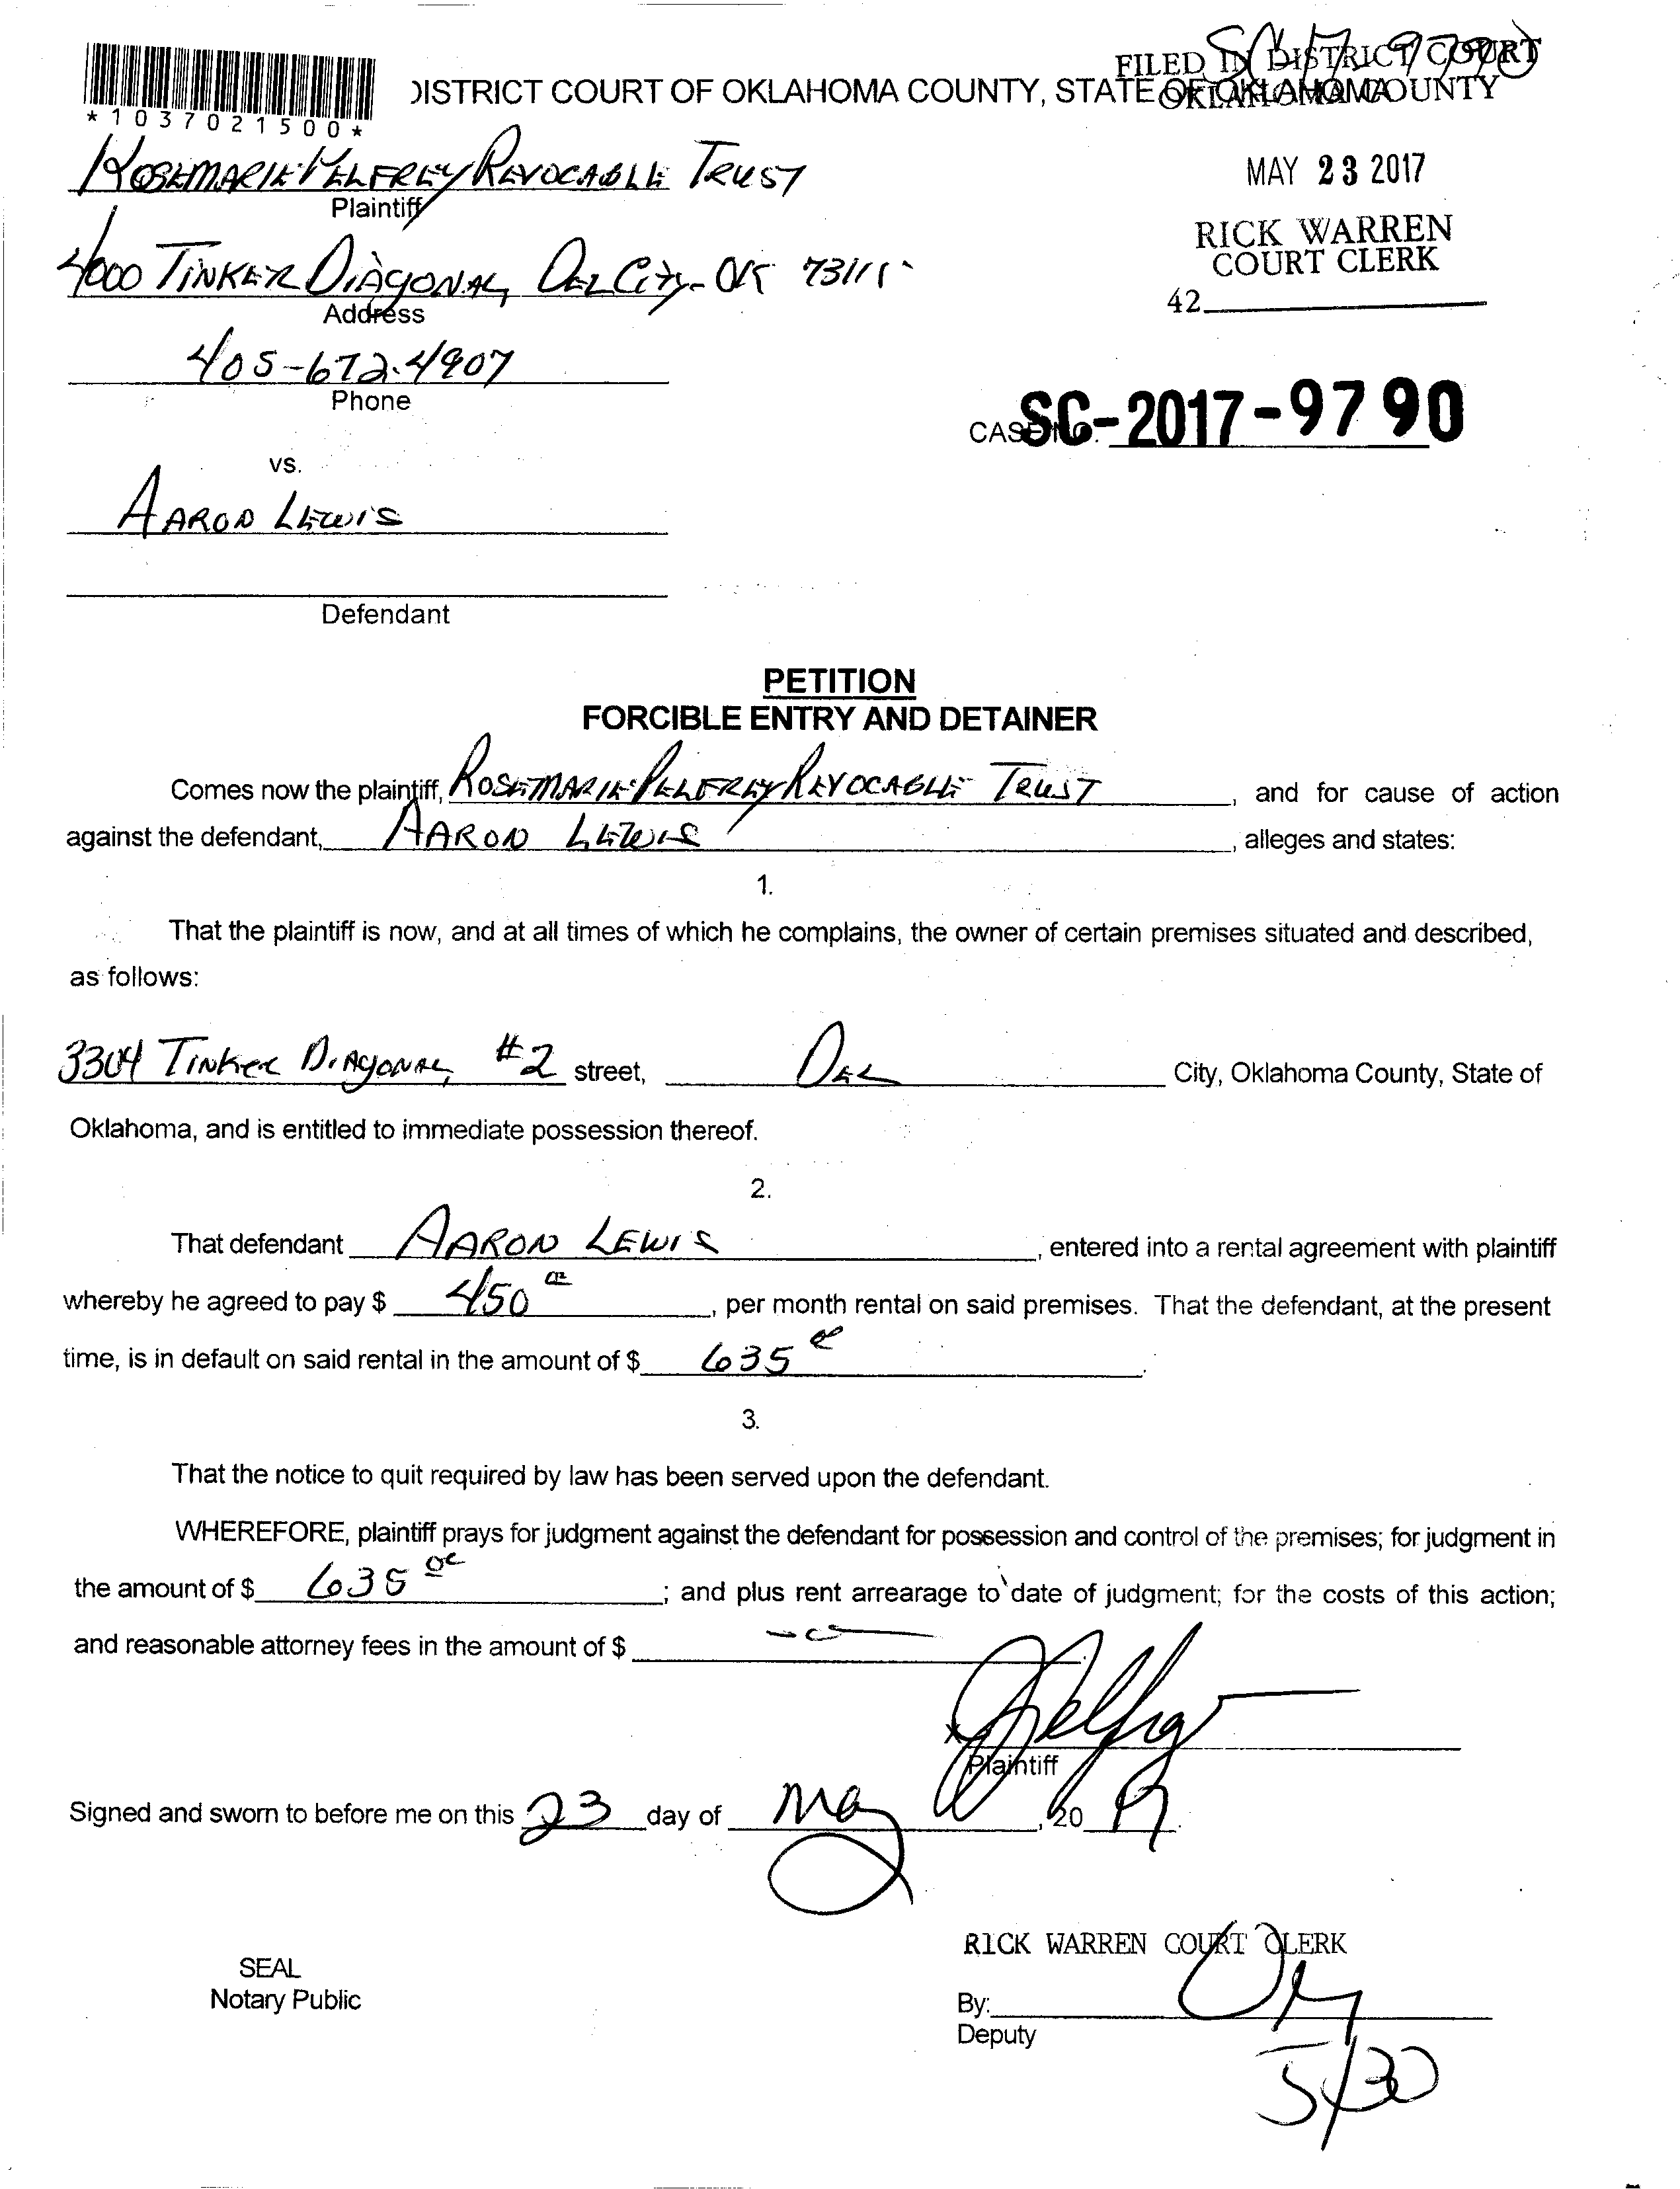 SC 17 9790
FILED IN DISTRICT COURT
OKLAHOMA COUNTY
DISTRICT COURT OF OKLAHOMA COUNTY, STATE OF OKLAHOMA
*1037021500*
ROSEMARIE PELFREY REVOCABLE TRUST
Plaintiff
MAY 23 2017
RICK WARREN
COURT CLERK
42
4000 TINKER DIAGONAL, DEL CITY - OK 73115
Address
405-672-4907
Phone
CASE NO. SC-2017-9790
vs.
AARON LEWIS
Defendant
PETITION
FORCIBLE ENTRY AND DETAINER
Comes now the plaintiff, ROSEMARIE PELFREY REVOCABLE TRUST, and for cause of action
against the defendant, AARON LEWIS, alleges and states:
1.
That the plaintiff is now, and at all times of which he complains, the owner of certain premises situated and described,
as follows:
3304 TINKER DIAGONAL, #2 street, DEL City, Oklahoma County, State of
Oklahoma, and is entitled to immediate possession thereof.
2.
That defendant AARON LEWIS, entered into a rental agreement with plaintiff
whereby he agreed to pay $ 450 00, per month rental on said premises. That the defendant, at the present
time, is in default on said rental in the amount of $ 635 00.
3.
That the notice to quit required by law has been served upon the defendant.
WHEREFORE, plaintiff prays for judgment against the defendant for possession and control of the premises; for judgment in
the amount of $ 635 00; and plus rent arrearage to date of judgment; for the costs of this action;
and reasonable attorney fees in the amount of $ -0-.
x Pelfrey
Plaintiff
Signed and sworn to before me on this 23 day of May, 2017.
RICK WARREN COURT CLERK
SEAL
Notary Public
By:
Deputy
5/30